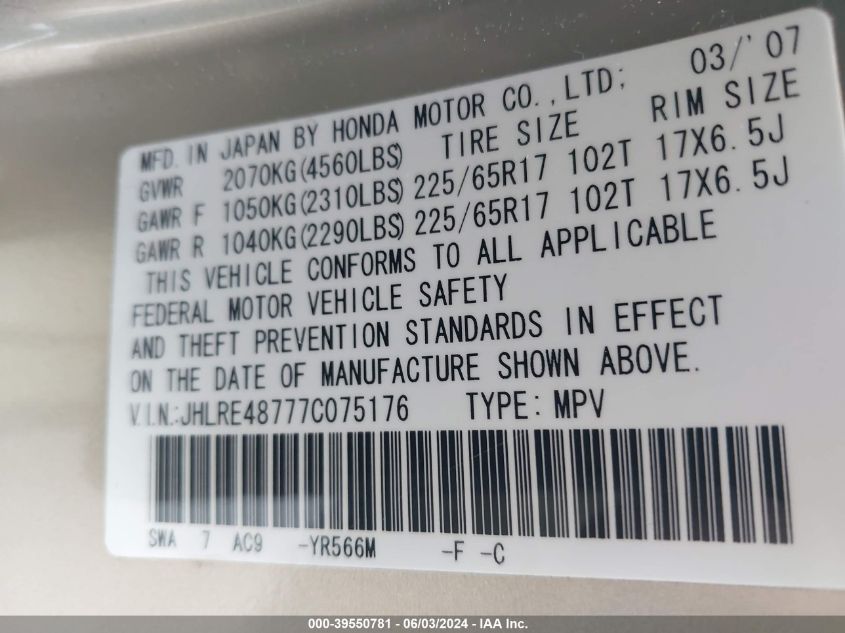 MFD. IN JAPAN BY HONDA MOTOR CO., LTD; 03/'07
GVWR 2070KG(4560LBS) TIRE SIZE RIM SIZE
GAWR F 1050KG(2310LBS) 225/65R17 102T 17X6.5J
GAWR R 1040KG(2290LBS) 225/65R17 102T 17X6.5J
THIS VEHICLE CONFORMS TO ALL APPLICABLE
FEDERAL MOTOR VEHICLE SAFETY
AND THEFT PREVENTION STANDARDS IN EFFECT
ON THE DATE OF MANUFACTURE SHOWN ABOVE.
V.I.N.:JHLRE48777C075176 TYPE: MPV
SWA 7 AC9 -YR566M -F -C
000-39550781 - 06/03/2024 - IAA Inc.